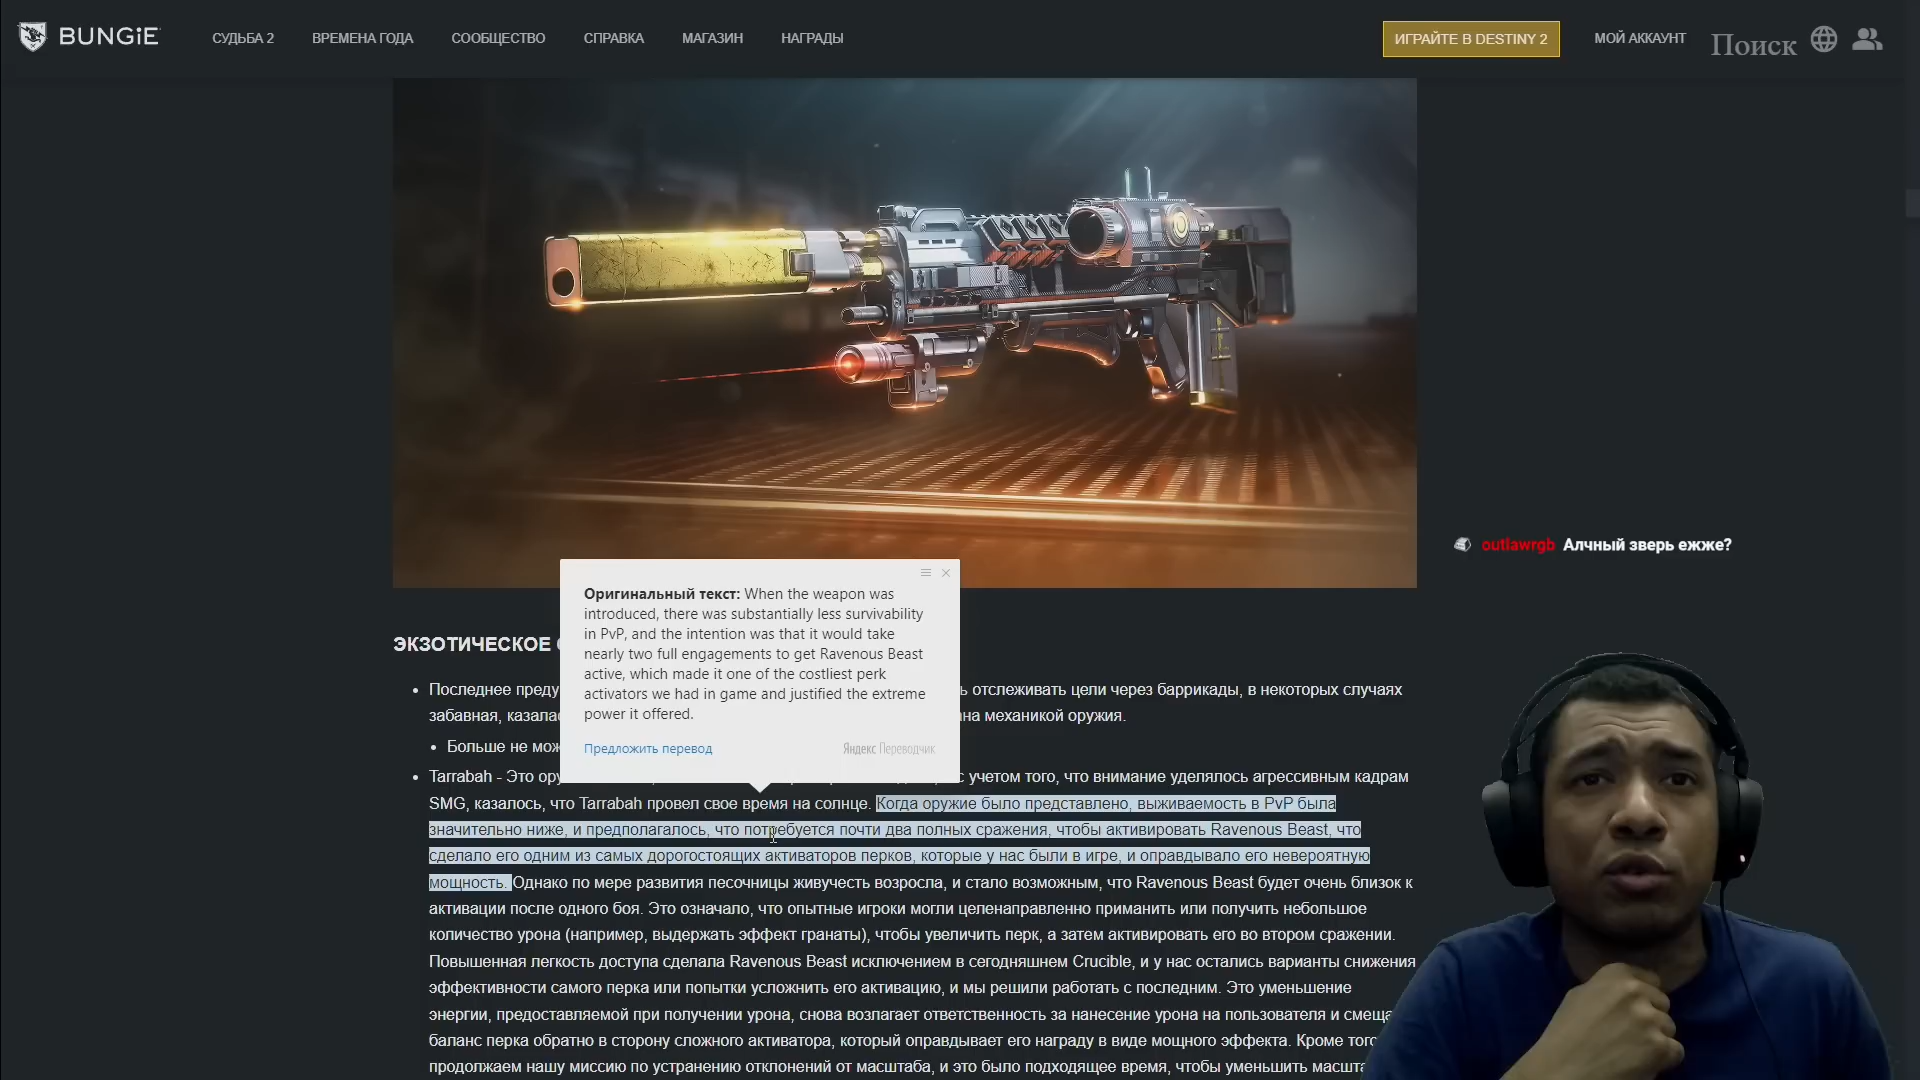 BUNGiE
СУДЬБА 2
ВРЕМЕНА ГОДА
СООБЩЕСТВО
СПРАВКА
МАГАЗИН
НАГРАДЫ
ИГРАЙТЕ В DESTINY 2
МОЙ АККАУНТ
Поиск
outlawrgb Алчный зверь ежже?
Оригинальный текст: When the weapon was
introduced, there was substantially less survivability
in PvP, and the intention was that it would take
nearly two full engagements to get Ravenous Beast
active, which made it one of the costliest perk
activators we had in game and justified the extreme
power it offered.
Предложить перевод
Яндекс Переводчик
ЭКЗОТИЧЕСКОЕ
Последнее преду ь отслеживать цели через баррикады, в некоторых случаях
забавная, казала ана механикой оружия.
Больше не мож
Tarrabah - Это ору с учетом того, что внимание уделялось агрессивным кадрам
SMG, казалось, что Tarrabah провел свое время на солнце. Когда оружие было представлено, выживаемость в PvP была
значительно ниже, и предполагалось, что потребуется почти два полных сражения, чтобы активировать Ravenous Beast, что
сделало его одним из самых дорогостоящих активаторов перков, которые у нас были в игре, и оправдывало его невероятную
мощность. Однако по мере развития песочницы живучесть возросла, и стало возможным, что Ravenous Beast будет очень близок к
активации после одного боя. Это означало, что опытные игроки могли целенаправленно приманить или получить небольшое
количество урона (например, выдержать эффект гранаты), чтобы увеличить перк, а затем активировать его во втором сражении.
Повышенная легкость доступа сделала Ravenous Beast исключением в сегодняшнем Crucible, и у нас остались варианты снижения
эффективности самого перка или попытки усложнить его активацию, и мы решили работать с последним. Это уменьшение
энергии, предоставляемой при получении урона, снова возлагает ответственность за нанесение урона на пользователя и смеща
баланс перка обратно в сторону сложного активатора, который оправдывает его награду в виде мощного эффекта. Кроме того
продолжаем нашу миссию по устранению отклонений от масштаба, и это было подходящее время, чтобы уменьшить масшта